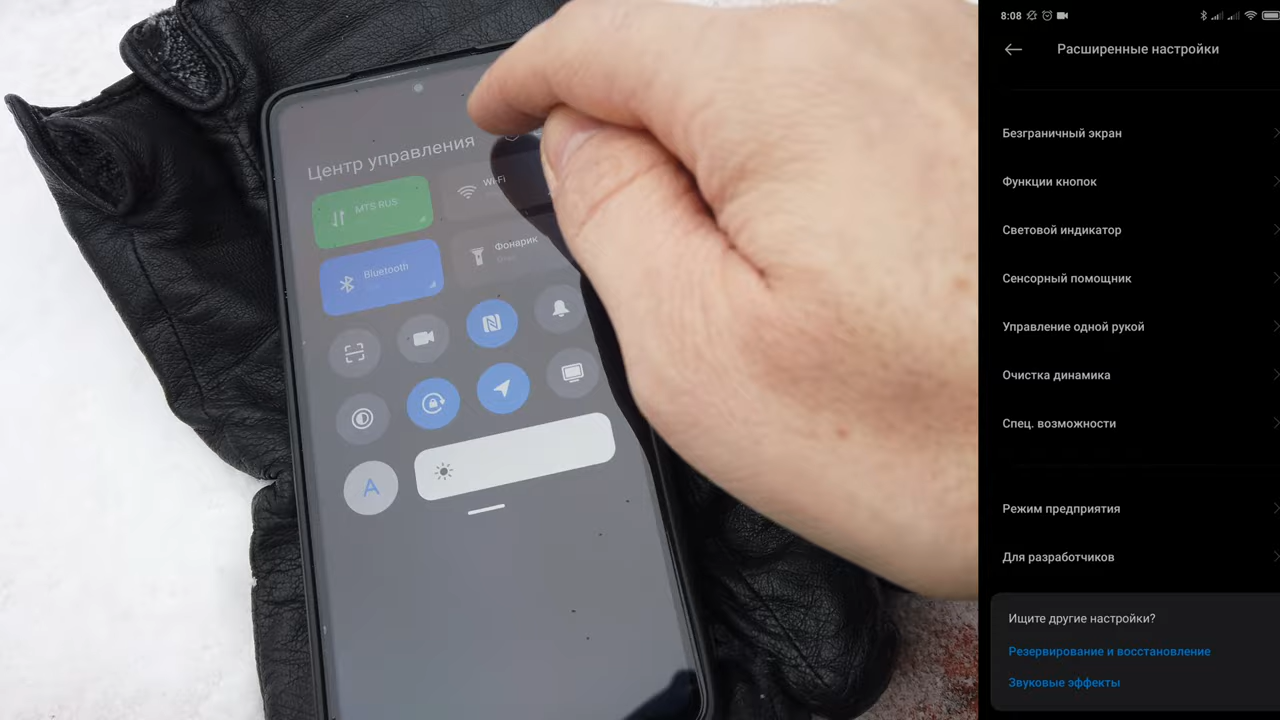 Центр управления
MTS RUS
Wi-Fi
Bluetooth
Фонарик
A
8:08
Расширенные настройки
Безграничный экран
Функции кнопок
Световой индикатор
Сенсорный помощник
Управление одной рукой
Очистка динамика
Спец. возможности
Режим предприятия
Для разработчиков
Ищите другие настройки?
Резервирование и восстановление
Звуковые эффекты